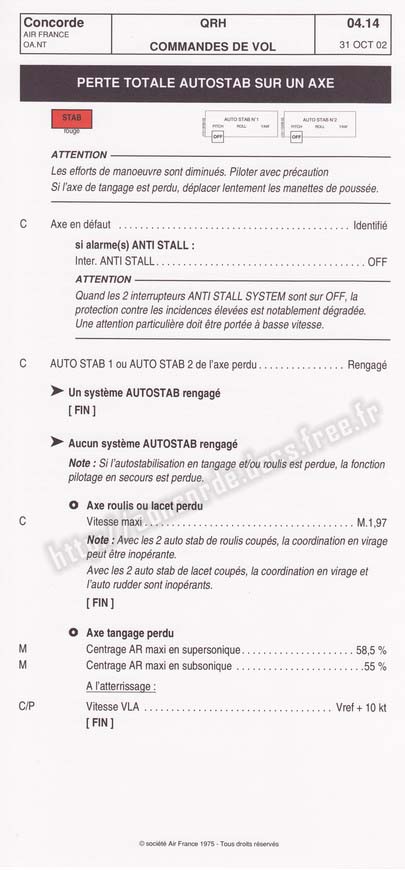 Concorde QRH 04.14
AIR FRANCE
OA.NT COMMANDES DE VOL 31 OCT 02
PERTE TOTALE AUTOSTAB SUR UN AXE
STAB
rouge
AUTO STAB N°1 AUTO STAB N°2
PITCH ROLL YAW PITCH ROLL YAW
OFF OFF
ATTENTION
Les efforts de manoeuvre sont diminués. Piloter avec précaution
Si l'axe de tangage est perdu, déplacer lentement les manettes de poussée.
C Axe en défaut ........ Identifié
si alarme(s) ANTI STALL :
Inter. ANTI STALL ........ OFF
ATTENTION
Quand les 2 interrupteurs ANTI STALL SYSTEM sont sur OFF, la
protection contre les incidences élevées est notablement dégradée.
Une attention particulière doit être portée à basse vitesse.
C AUTO STAB 1 ou AUTO STAB 2 de l'axe perdu ........ Rengagé
➤ Un système AUTOSTAB rengagé
[ FIN ]
➤ Aucun système AUTOSTAB rengagé
Note : Si l'autostabilisation en tangage et/ou roulis est perdue, la fonction
pilotage en secours est perdue.
Axe roulis ou lacet perdu
C Vitesse maxi ........ M.1,97
Note : Avec les 2 auto stab de roulis coupés, la coordination en virage
peut être inopérante.
Avec les 2 auto stab de lacet coupés, la coordination en virage et
l'auto rudder sont inopérants.
[ FIN ]
Axe tangage perdu
M Centrage AR maxi en supersonique ........ 58,5 %
M Centrage AR maxi en subsonique ........ 55 %
A l'atterrissage :
C/P Vitesse VLA ........ Vref + 10 kt
[ FIN ]
http://concorde.dars.free.fr
© société Air France 1975 - Tous droits réservés